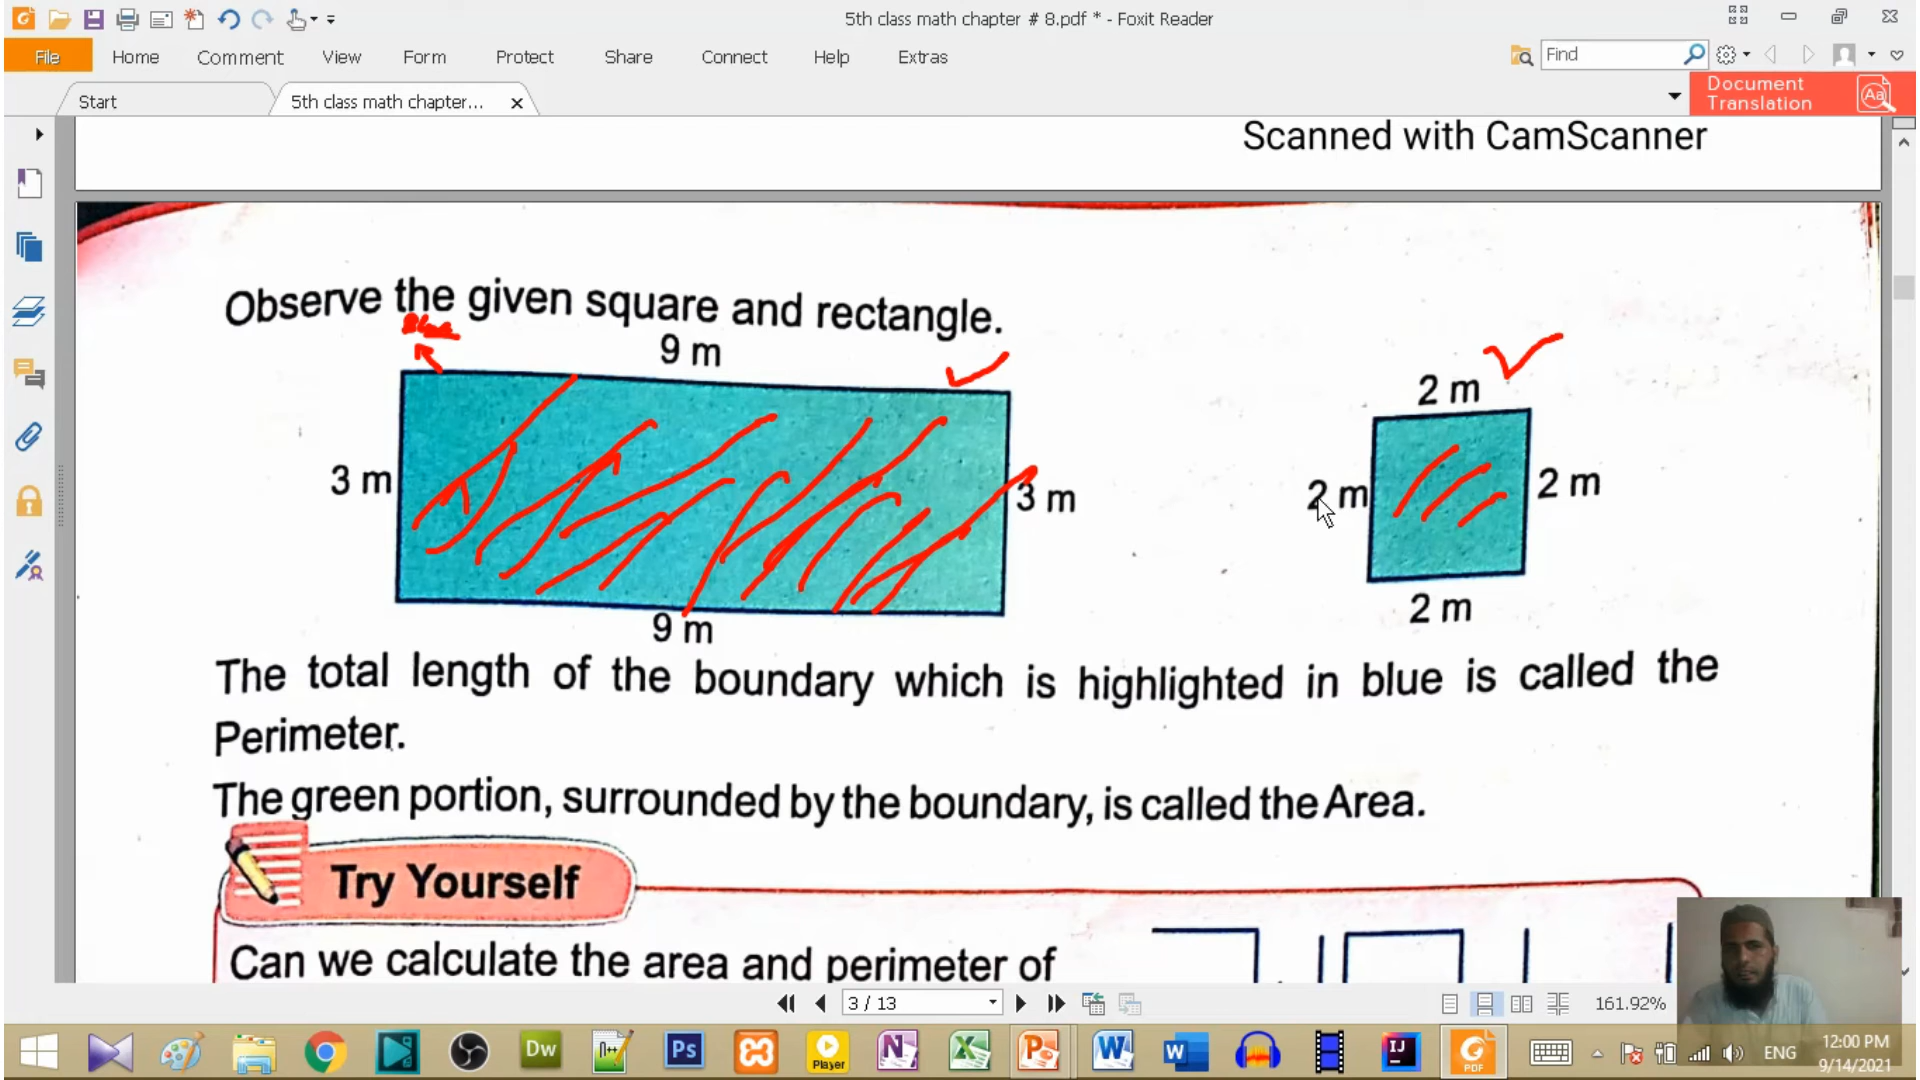 5th class math chapter # 8.pdf * - Foxit Reader
File Home Comment View Form Protect Share Connect Help Extras
Find
Start
5th class math chapter...
Document
Translation
Scanned with CamScanner
Observe the given square and rectangle.
Blue
9 m
3 m
3 m
9 m
2 m
2 m
2 m
2 m
The total length of the boundary which is highlighted in blue is called the
Perimeter.
The green portion, surrounded by the boundary, is called the Area.
Try Yourself
Can we calculate the area and perimeter of
3 / 13
161.92%
Dw
n++
Ps
Player
ENG
12:00 PM
9/14/2021